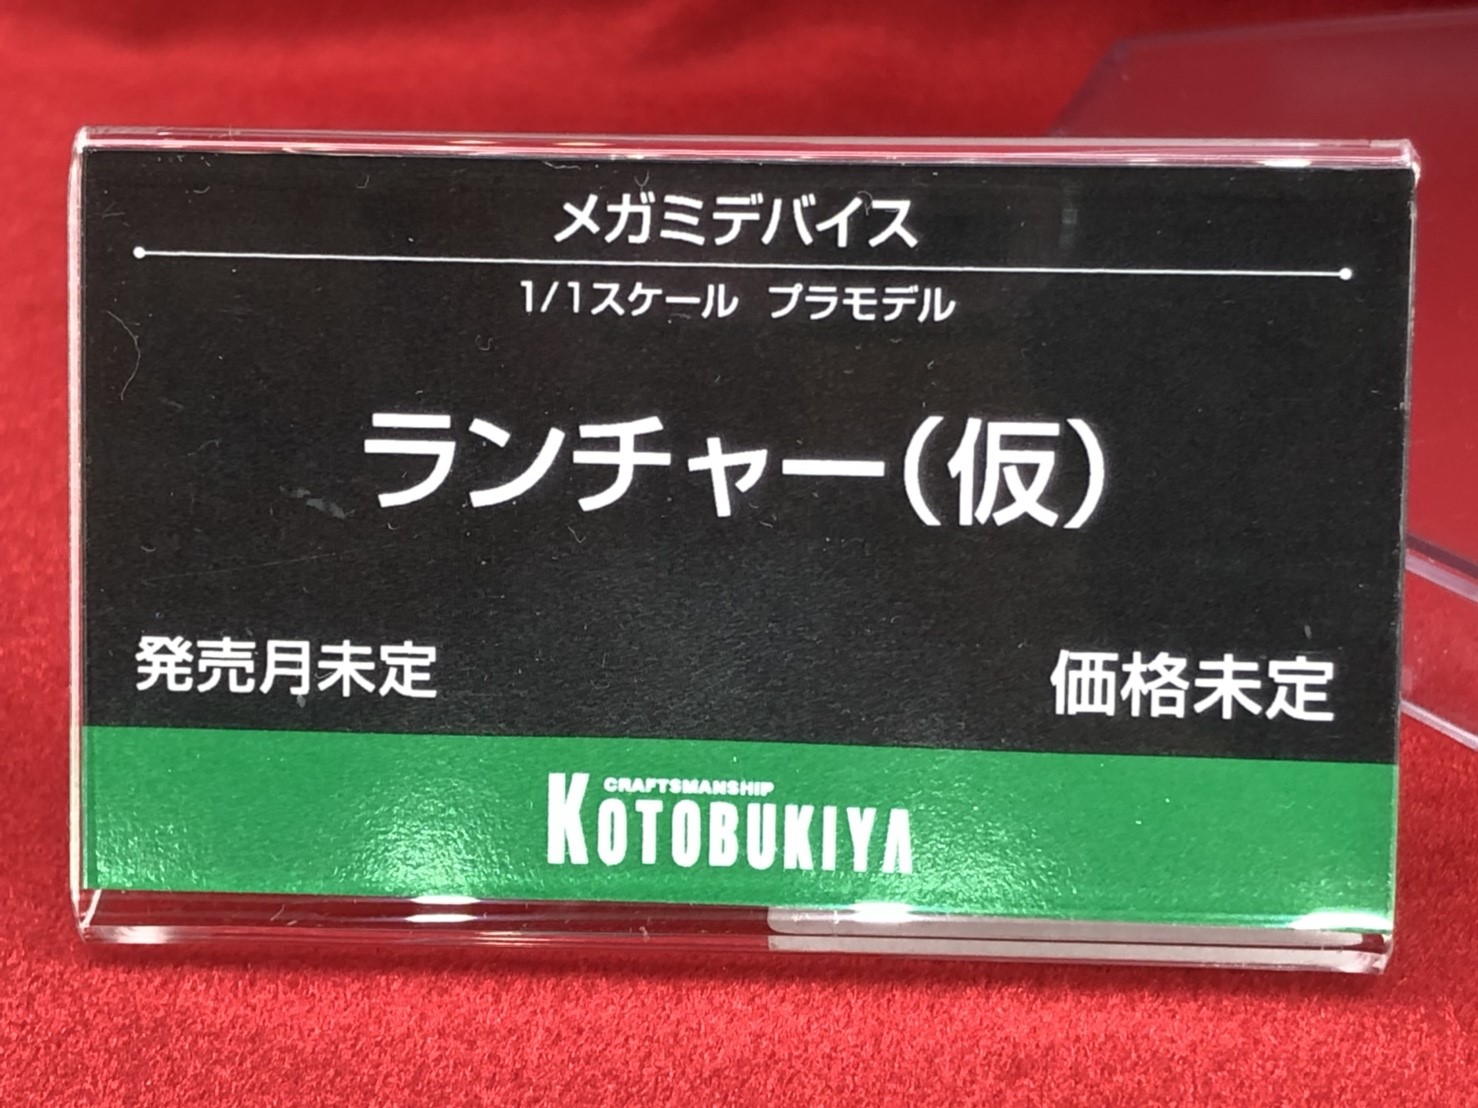 メガミデバイス
1/1スケール プラモデル
ランチャー(仮)
発売月未定
価格未定
CRAFTSMANSHIP
KOTOBUKIYA